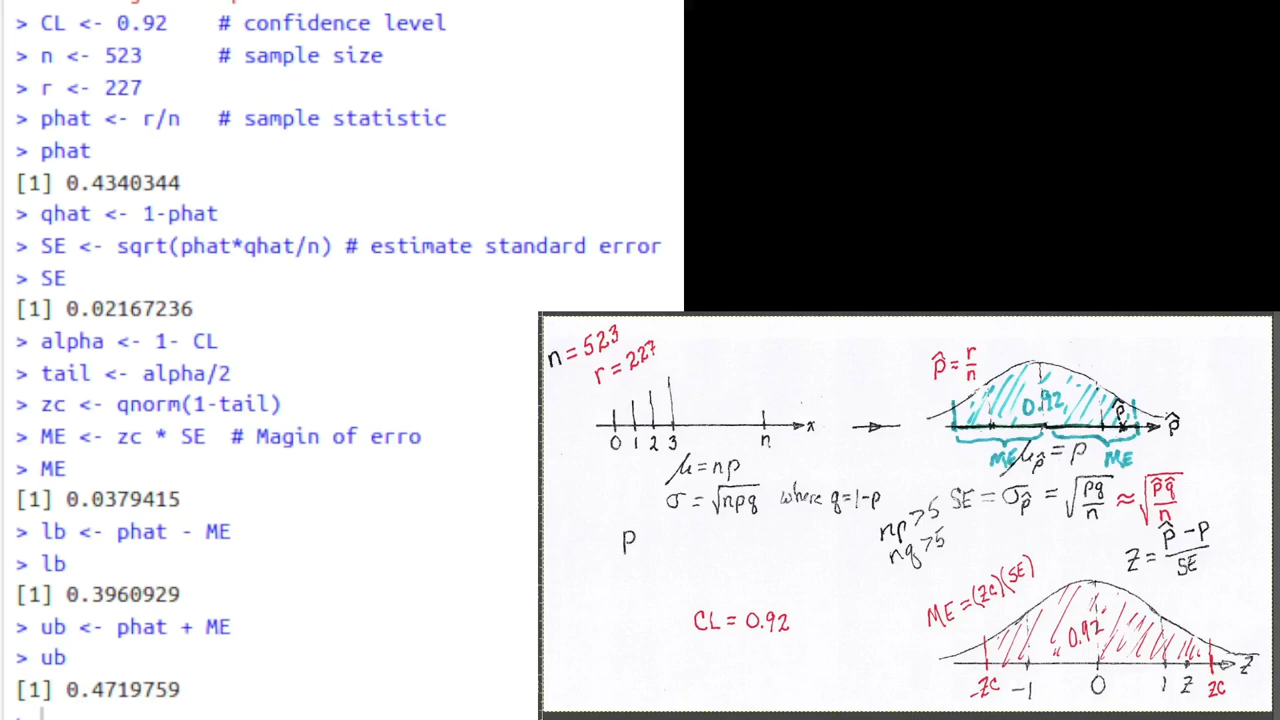 > CL <- 0.92    # confidence level
> n <- 523      # sample size
> r <- 227
> phat <- r/n   # sample statistic
> phat
[1] 0.4340344
> qhat <- 1-phat
> SE <- sqrt(phat*qhat/n) # estimate standard error
> SE
[1] 0.02167236
> alpha <- 1- CL
> tail <- alpha/2
> zc <- qnorm(1-tail)
> ME <- zc * SE  # Magin of erro
> ME
[1] 0.0379415
> lb <- phat - ME
> lb
[1] 0.3960929
> ub <- phat + ME
> ub
[1] 0.4719759
>
n = 523
r = 227
0 1 2 3 n x
μ = np
σ = √npq where q = 1-p
p
CL = 0.92
p̂ = r/n
0.92
p̂ p̂
ME μp̂ = p ME
np > 5
nq > 5
SE = σp̂ = √pq/n ≈ √p̂q̂/n
Z = p̂ - p / SE
ME = (zc)(SE)
0.92
-zc -1 0 1 z zc Z